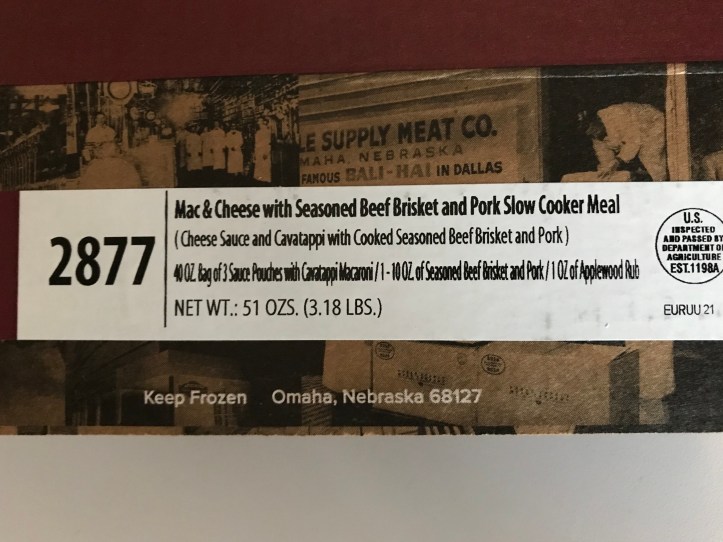 LE SUPPLY MEAT CO.
MAHA, NEBRASKA
FAMOUS BALI-HAI IN DALLAS
2877
Mac & Cheese with Seasoned Beef Brisket and Pork Slow Cooker Meal
( Cheese Sauce and Cavatappi with Cooked Seasoned Beef Brisket and Pork )
40 OZ. Bag of 3 Sauce Pouches with Cavatappi Macaroni / 1 - 10 OZ. of Seasoned Beef Brisket and Pork / 1 OZ of Applewood Rub
NET WT.: 51 OZS. (3.18 LBS.)
U.S.
INSPECTED
AND PASSED BY
DEPARTMENT OF
AGRICULTURE
EST.1198A
EURUU 21
Keep Frozen Omaha, Nebraska 68127